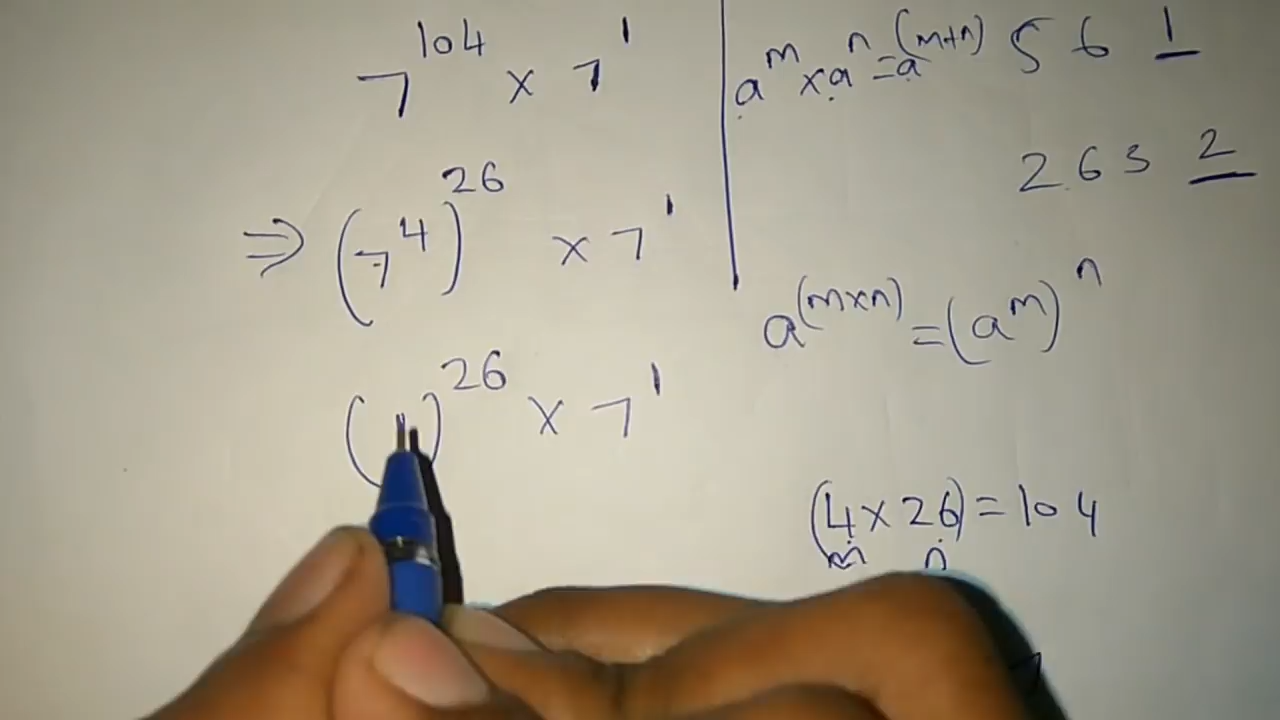 7^104 × 7^1
⇒ (7^4)^26 × 7^1
(1)^26 × 7^1
a^m × a^n = a^(m+n)
5 6 1
2 6 3 2
a^(m×n) = (a^m)^n
(4 × 26) = 104
m n